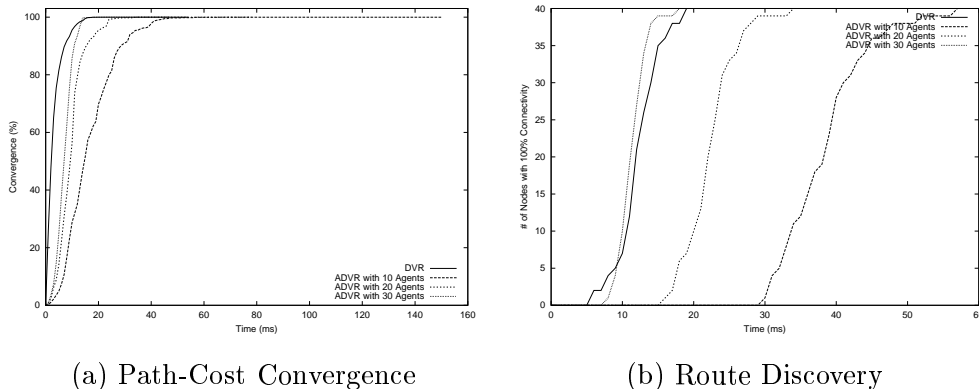 100
80
60
40
20
0
Convergence (%)
0 20 40 60 80 100 120 140 160
Time (ms)
DVR
ADVR with 10 Agents
ADVR with 20 Agents
ADVR with 30 Agents
(a) Path-Cost Convergence
40
35
30
25
20
15
10
5
0
# of Nodes with 100% Connectivity
0 10 20 30 40 50 60
Time (ms)
DVR
ADVR with 10 Agents
ADVR with 20 Agents
ADVR with 30 Agents
(b) Route Discovery